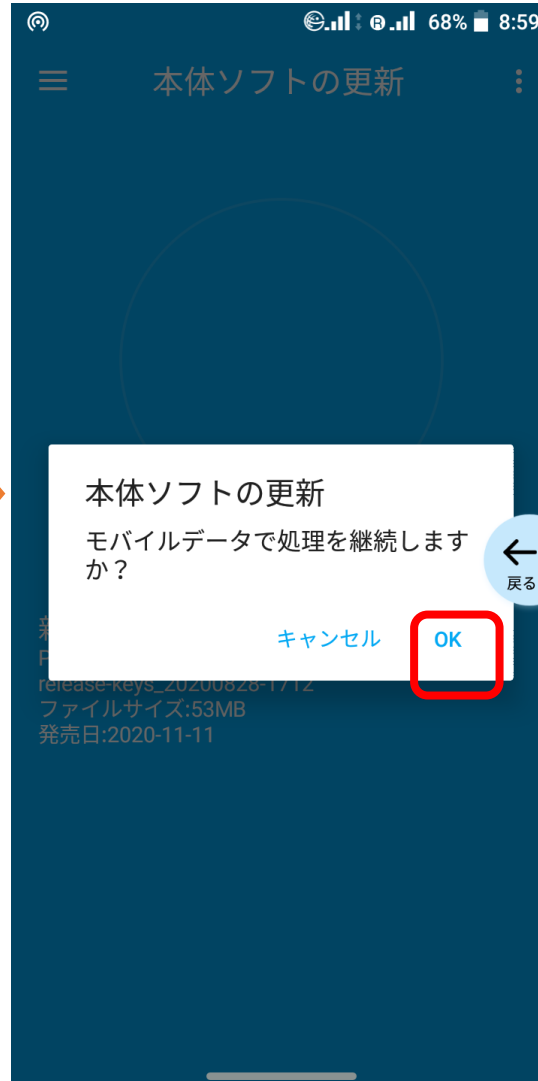 68% 8:59
本体ソフトの更新
本体ソフトの更新
モバイルデータで処理を継続します
か？
戻る
キャンセル OK
release-keys_20200828-1712
ファイルサイズ:53MB
発売日:2020-11-11